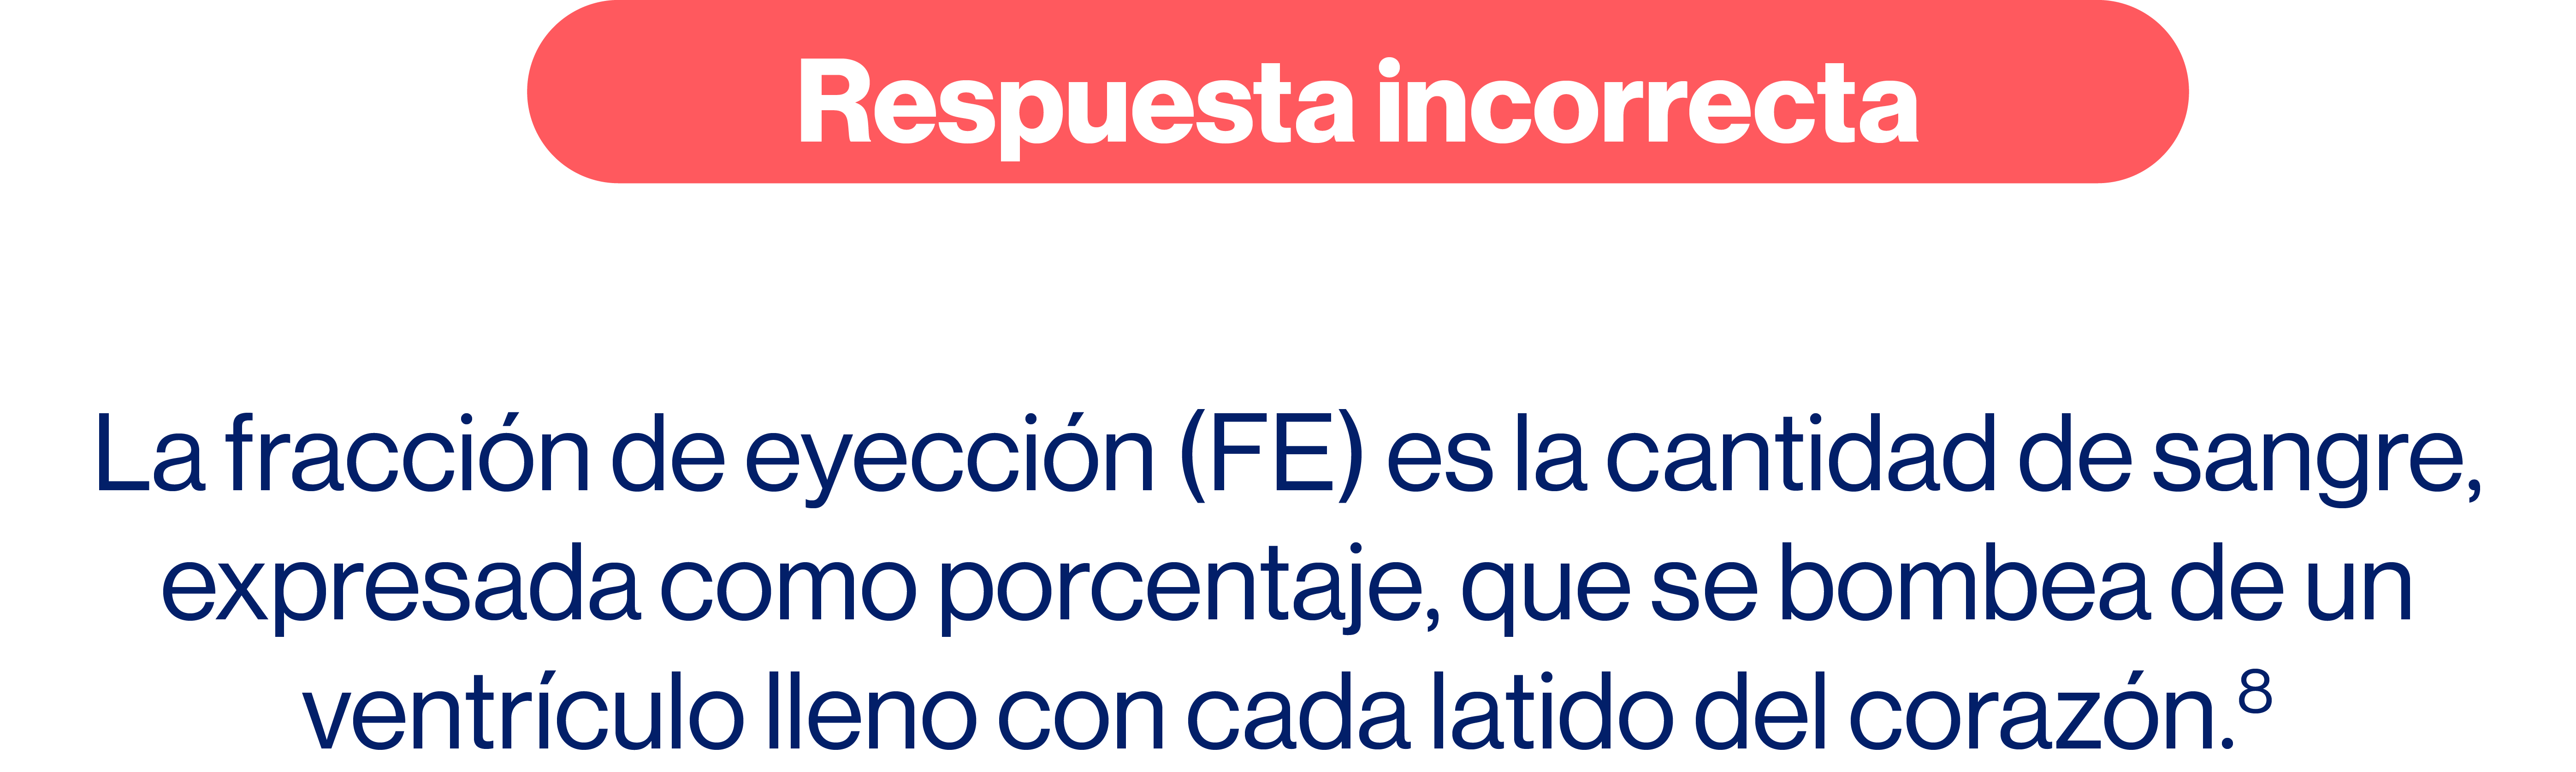 Respuesta incorrecta
La fracción de eyección (FE) es la cantidad de sangre,
expresada como porcentaje, que se bombea de un
ventrículo lleno con cada latido del corazón.⁸